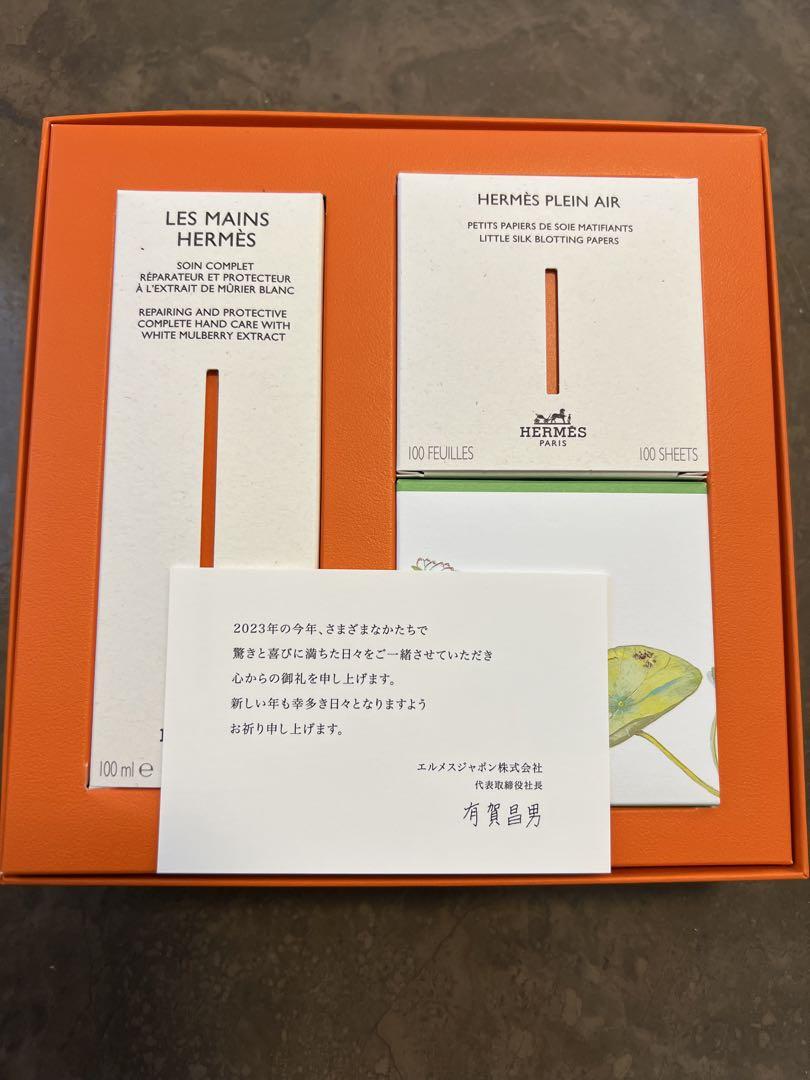 LES MAINS
HERMÈS
SOIN COMPLET
RÉPARATEUR ET PROTECTEUR
À L'EXTRAIT DE MÛRIER BLANC
REPAIRING AND PROTECTIVE
COMPLETE HAND CARE WITH
WHITE MULBERRY EXTRACT
100 ml ℮
HERMÈS PLEIN AIR
PETITS PAPIERS DE SOIE MATIFIANTS
LITTLE SILK BLOTTING PAPERS
HERMÈS
PARIS
100 FEUILLES
100 SHEETS
2023年の今年、さまざまなかたちで
驚きと喜びに満ちた日々をご一緒させていただき
心からの御礼を申し上げます。
新しい年も幸多き日々となりますよう
お祈り申し上げます。
エルメスジャポン株式会社
代表取締役社長
有賀昌男